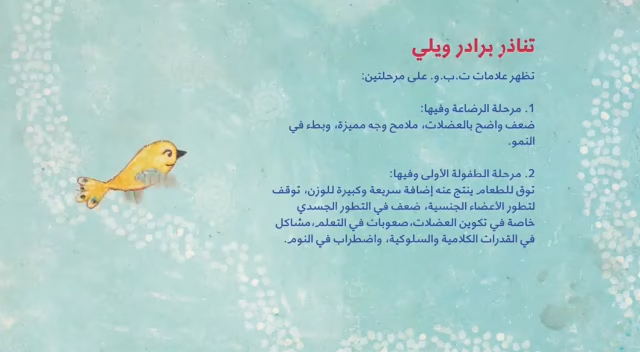 تناذر برادر ويلي
تظهر علامات ت.ب.و. على مرحلتين:
1. مرحلة الرضاعة وفيها:
ضعف واضح بالعضلات، ملامح وجه مميزة، وبطء في
النمو.
2. مرحلة الطفولة الأولى وفيها:
توق للطعام ينتج عنه إضافة سريعة وكبيرة للوزن، توقف
لتطور الأعضاء الجنسية، ضعف في التطور الجسدي
خاصة في تكوين العضلات، صعوبات في التعلم، مشاكل
في القدرات الكلامية والسلوكية، واضطراب في النوم.